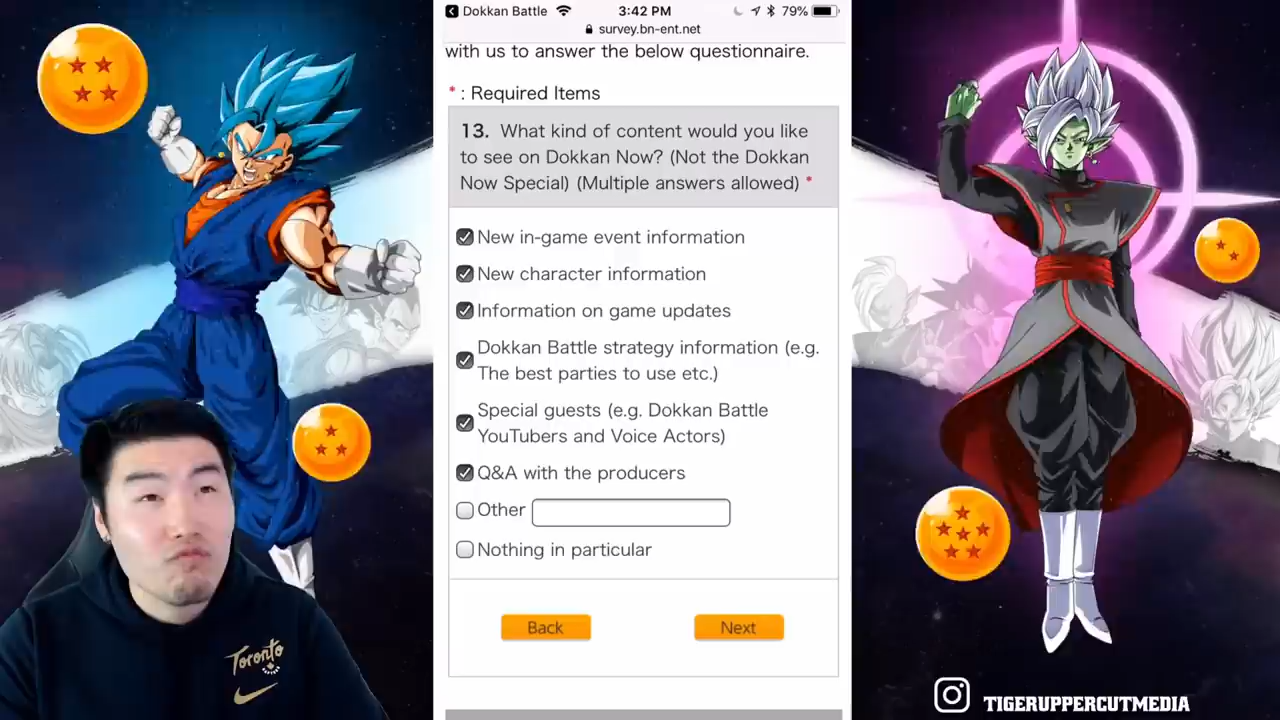 Dokkan Battle
3:42 PM
79%
survey.bn-ent.net
with us to answer the below questionnaire.
* : Required Items
13. What kind of content would you like
to see on Dokkan Now? (Not the Dokkan
Now Special) (Multiple answers allowed) *
New in-game event information
New character information
Information on game updates
Dokkan Battle strategy information (e.g.
The best parties to use etc.)
Special guests (e.g. Dokkan Battle
YouTubers and Voice Actors)
Q&A with the producers
Other
Nothing in particular
Back
Next
Toronto
TIGERUPPERCUTMEDIA